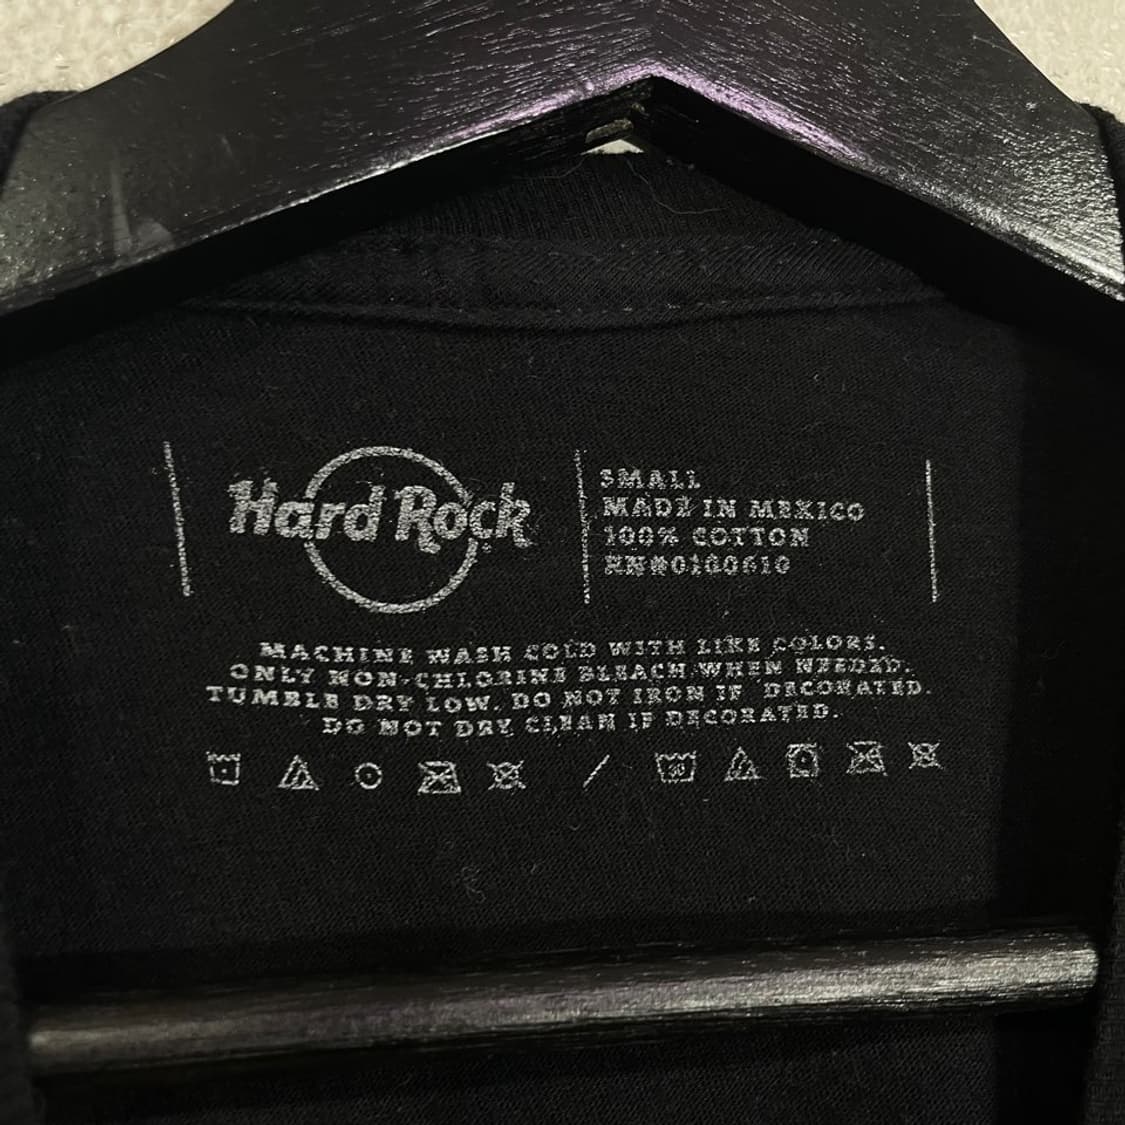 Hard Rock
SMALL
MADE IN MEXICO
100% COTTON
RN#0100610
MACHINE WASH COLD WITH LIKE COLORS.
ONLY NON-CHLORINE BLEACH WHEN NEEDED.
TUMBLE DRY LOW. DO NOT IRON IF DECORATED.
DO NOT DRY CLEAN IF DECORATED.
30